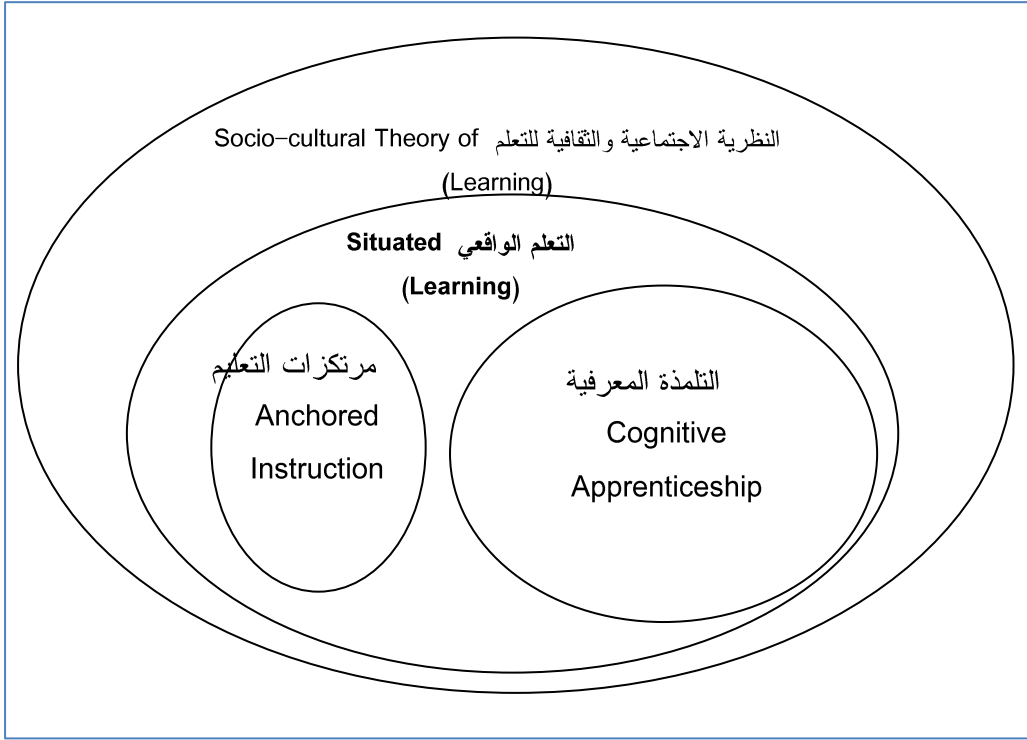 النظرية الاجتماعية والثقافية للتعلم Socio-cultural Theory of
(Learning)
التعلم الواقعي Situated
(Learning)
مرتكزات التعليم
Anchored
Instruction
التلمذة المعرفية
Cognitive
Apprenticeship